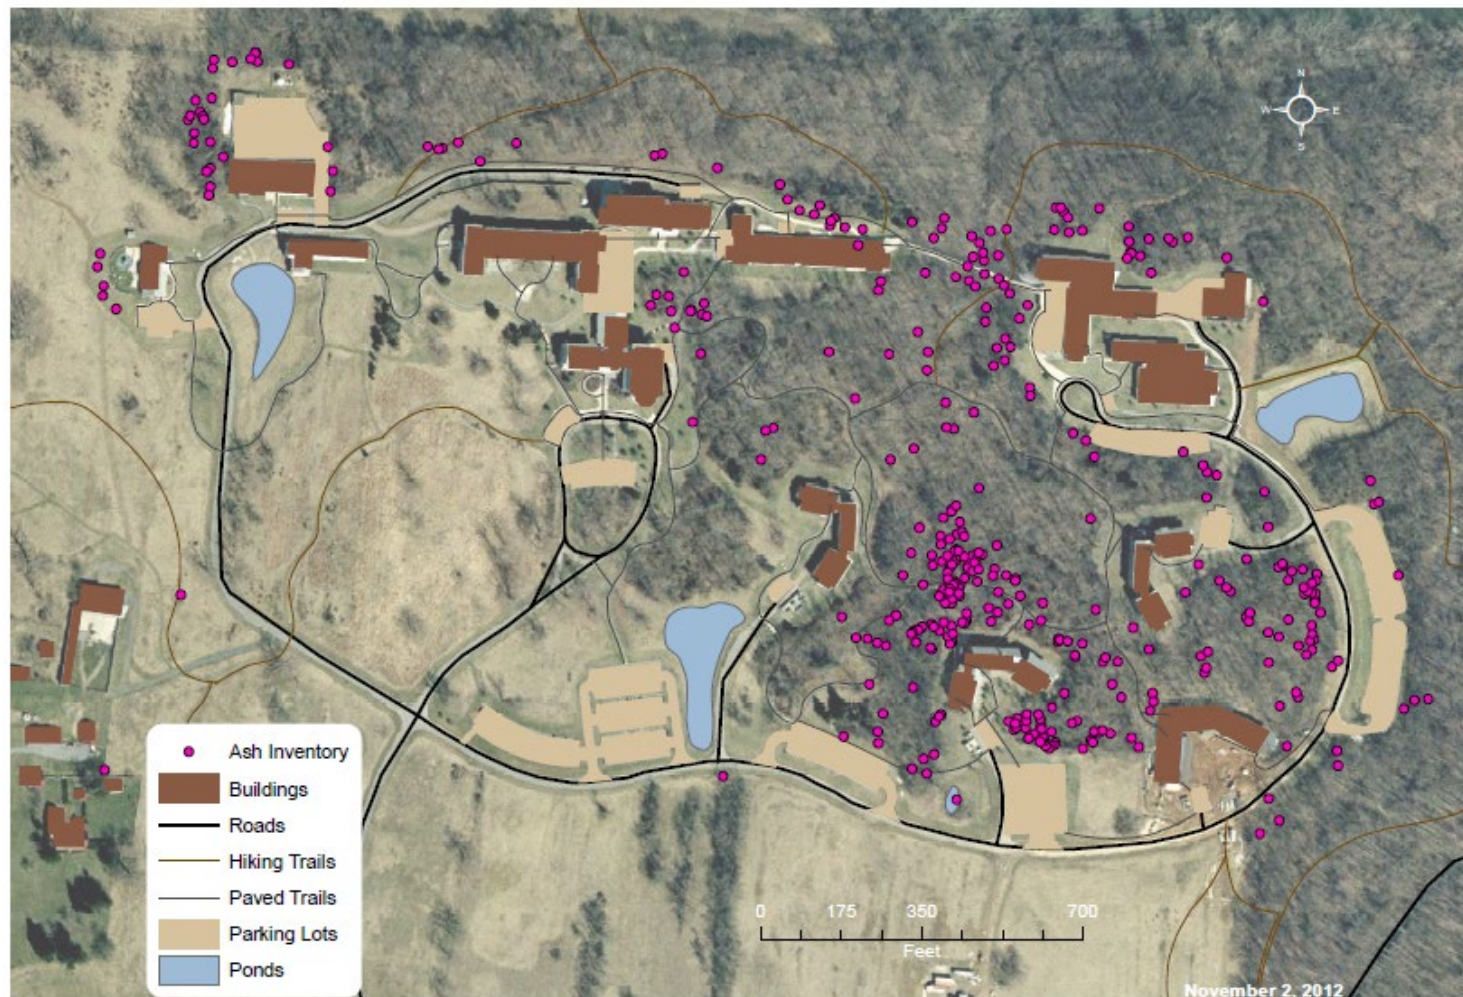 N
W E
S
Ash Inventory
Buildings
Roads
Hiking Trails
Paved Trails
Parking Lots
Ponds
0 175 350 700
Feet
November 2, 2012